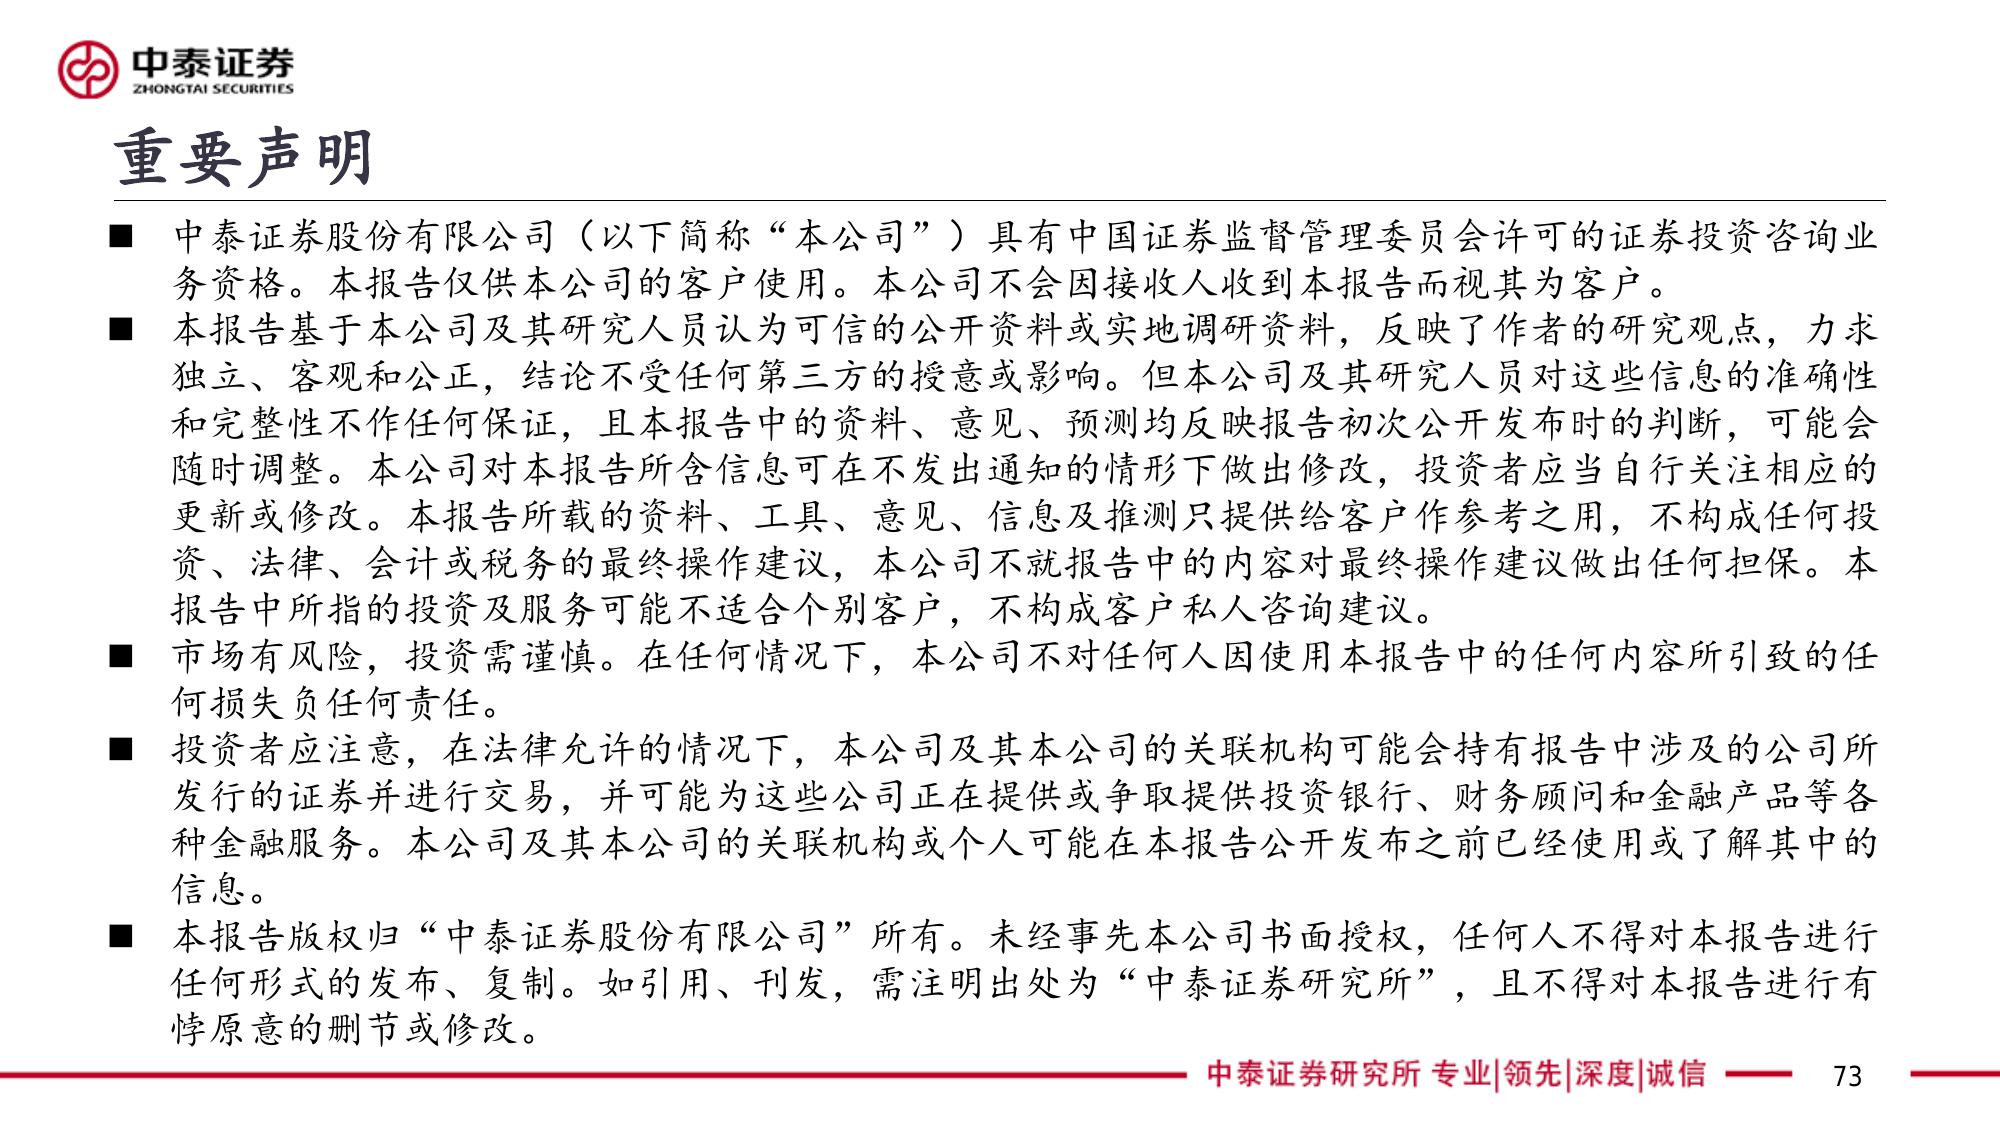 中泰证券
ZHONGTAI SECURITIES
重要声明
■ 中泰证券股份有限公司（以下简称“本公司”）具有中国证券监督管理委员会许可的证券投资咨询业
务资格。本报告仅供本公司的客户使用。本公司不会因接收人收到本报告而视其为客户。
■ 本报告基于本公司及其研究人员认为可信的公开资料或实地调研资料，反映了作者的研究观点，力求
独立、客观和公正，结论不受任何第三方的授意或影响。但本公司及其研究人员对这些信息的准确性
和完整性不作任何保证，且本报告中的资料、意见、预测均反映报告初次公开发布时的判断，可能会
随时调整。本公司对本报告所含信息可在不发出通知的情形下做出修改，投资者应当自行关注相应的
更新或修改。本报告所载的资料、工具、意见、信息及推测只提供给客户作参考之用，不构成任何投
资、法律、会计或税务的最终操作建议，本公司不就报告中的内容对最终操作建议做出任何担保。本
报告中所指的投资及服务可能不适合个别客户，不构成客户私人咨询建议。
■ 市场有风险，投资需谨慎。在任何情况下，本公司不对任何人因使用本报告中的任何内容所引致的任
何损失负任何责任。
■ 投资者应注意，在法律允许的情况下，本公司及其本公司的关联机构可能会持有报告中涉及的公司所
发行的证券并进行交易，并可能为这些公司正在提供或争取提供投资银行、财务顾问和金融产品等各
种金融服务。本公司及其本公司的关联机构或个人可能在本报告公开发布之前已经使用或了解其中的
信息。
■ 本报告版权归“中泰证券股份有限公司”所有。未经事先本公司书面授权，任何人不得对本报告进行
任何形式的发布、复制。如引用、刊发，需注明出处为“中泰证券研究所”，且不得对本报告进行有
悖原意的删节或修改。
中泰证券研究所 专业|领先|深度|诚信
73